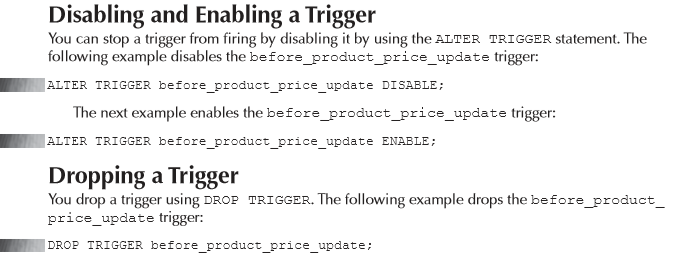 Disabling and Enabling a Trigger
You can stop a trigger from firing by disabling it by using the ALTER TRIGGER statement. The
following example disables the before_product_price_update trigger:
ALTER TRIGGER before_product_price_update DISABLE;
The next example enables the before_product_price_update trigger:
ALTER TRIGGER before_product_price_update ENABLE;
Dropping a Trigger
You drop a trigger using DROP TRIGGER. The following example drops the before_product_
price_update trigger:
DROP TRIGGER before_product_price_update;